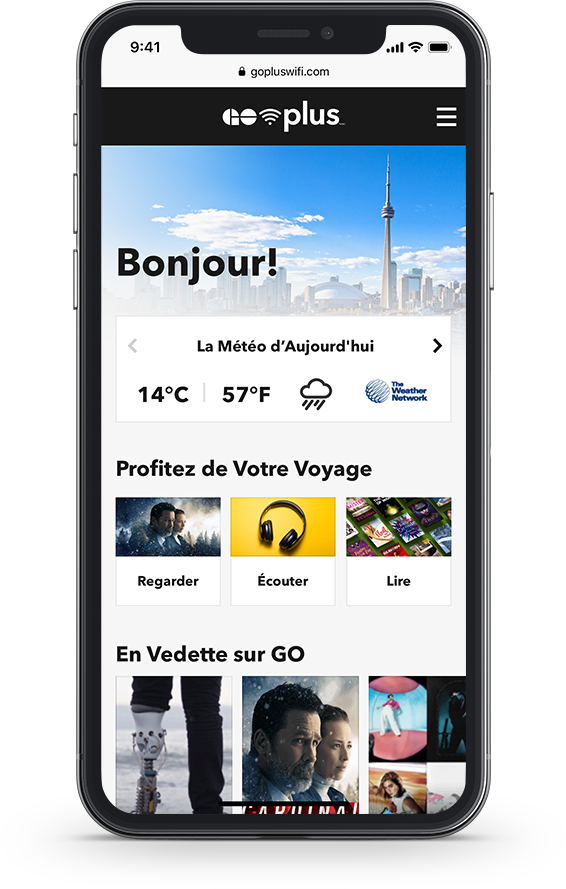 9:41
gopluswifi.com
GO plus
Bonjour!
La Météo d’Aujourd'hui
14°C
57°F
The Weather Network
Profitez de Votre Voyage
Regarder
Écouter
Lire
En Vedette sur GO
CARDINAL